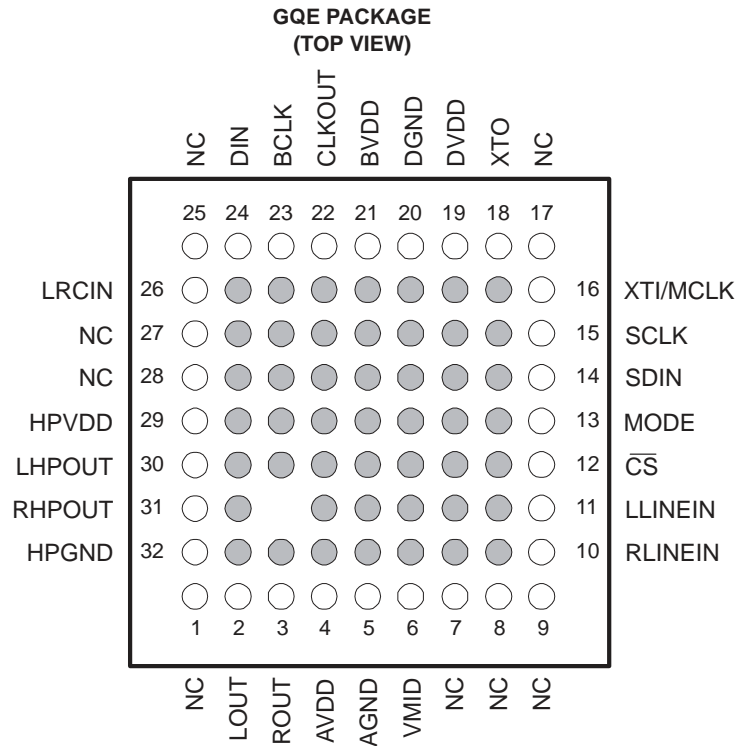 GQE PACKAGE
(TOP VIEW)
NC DIN BCLK CLKOUT BVDD DGND DVDD XTO NC
25 24 23 22 21 20 19 18 17
LRCIN 26 16 XTI/MCLK
NC 27 15 SCLK
NC 28 14 SDIN
HPVDD 29 13 MODE
LHPOUT 30 12 C̅S̅
RHPOUT 31 11 LLINEIN
HPGND 32 10 RLINEIN
1 2 3 4 5 6 7 8 9
NC LOUT ROUT AVDD AGND VMID NC NC NC